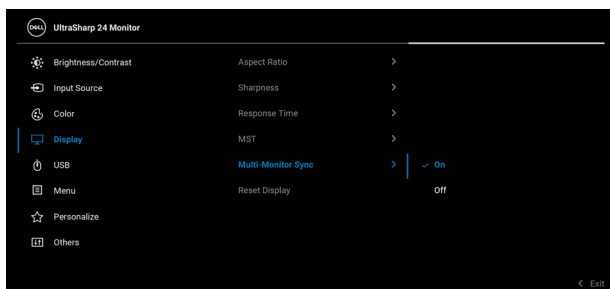 DELL UltraSharp 24 Monitor
Brightness/Contrast Aspect Ratio
Input Source Sharpness
Color Response Time
Display MST
USB Multi-Monitor Sync On
Menu Reset Display Off
Personalize
Others
Exit